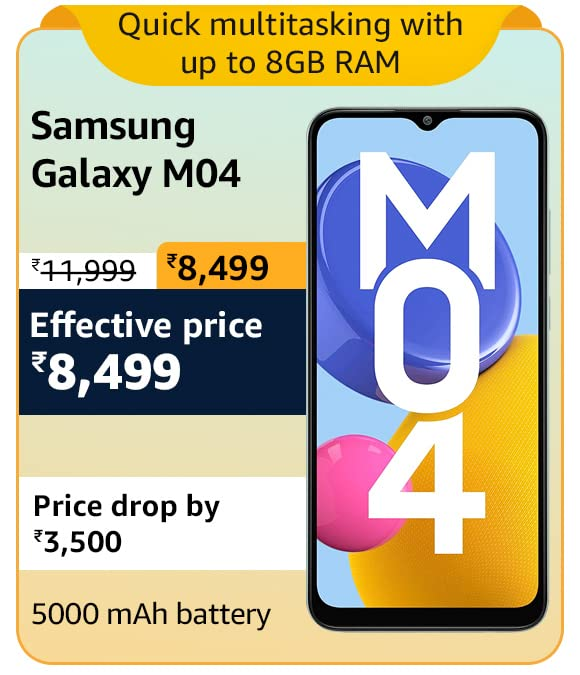 Quick multitasking with
up to 8GB RAM
Samsung
Galaxy M04
₹11,999 ₹8,499
Effective price
₹8,499
Price drop by
₹3,500
5000 mAh battery
M
0
4